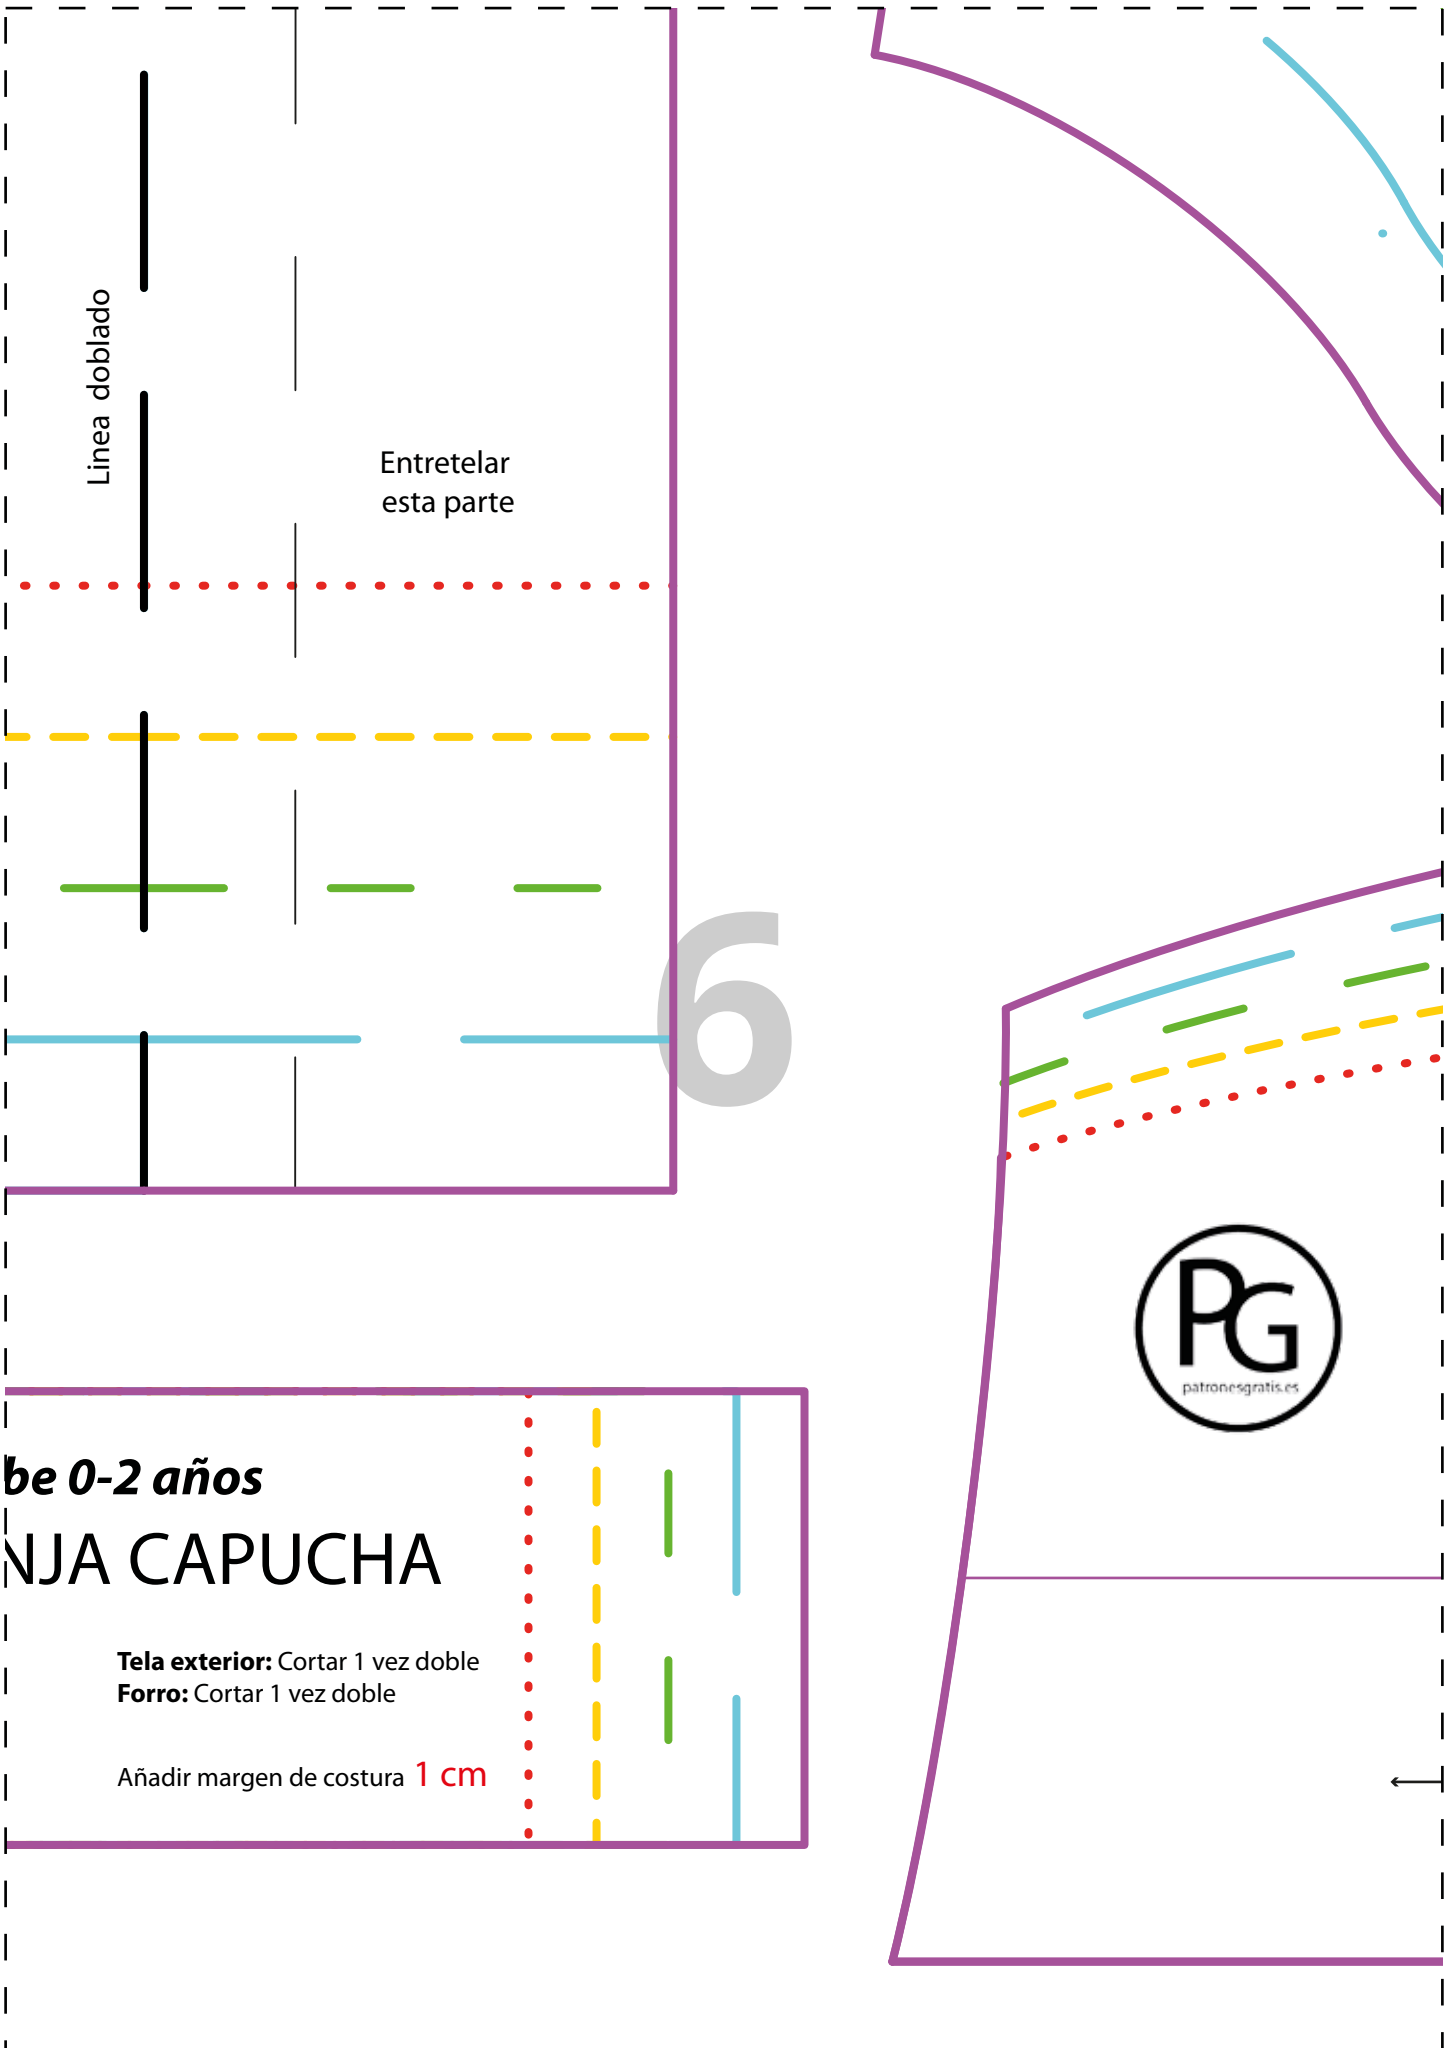 Linea doblado
Entretelar
esta parte
6
PG
patronesgratis.es
be 0-2 años
NJA CAPUCHA
Tela exterior: Cortar 1 vez doble
Forro: Cortar 1 vez doble
Añadir margen de costura 1 cm